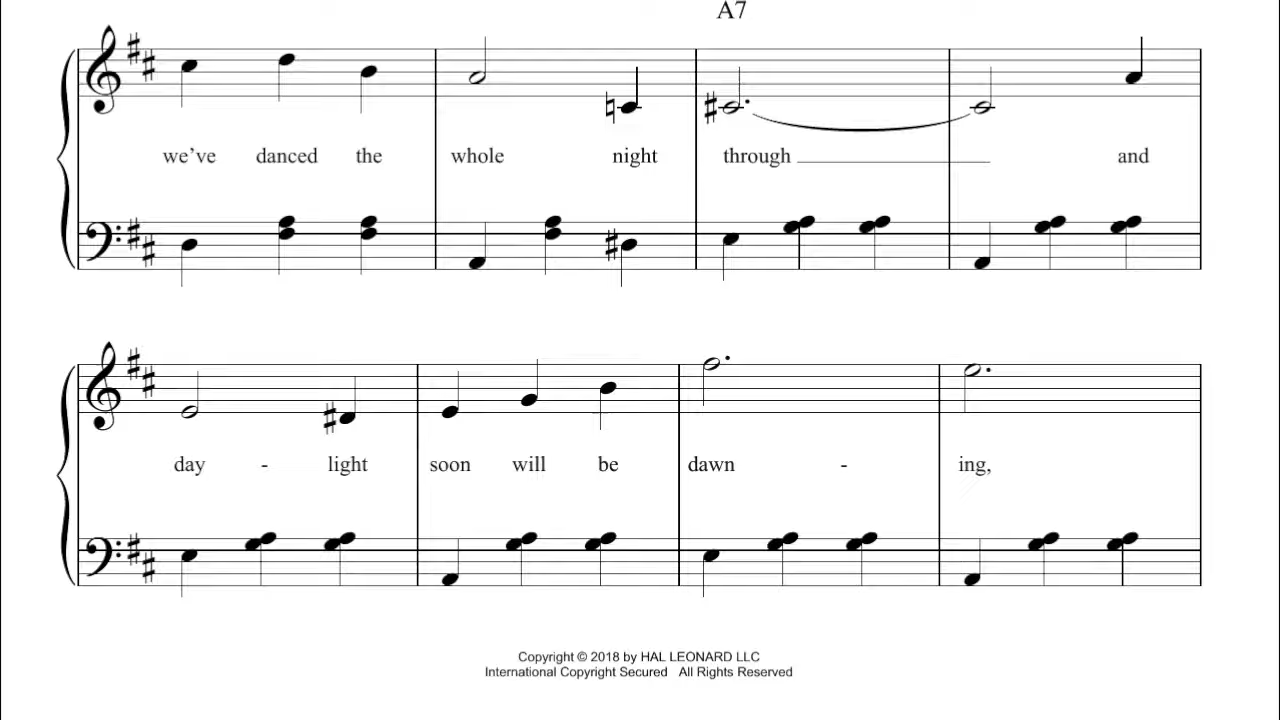 A7
we’ve danced the whole night through and
day - light soon will be dawn - ing,
Copyright © 2018 by HAL LEONARD LLC
International Copyright Secured All Rights Reserved